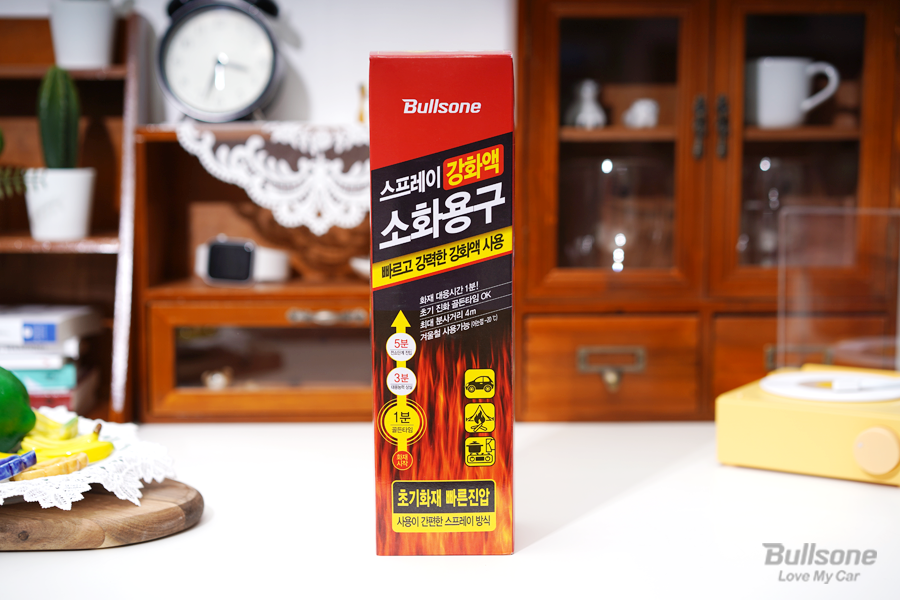 Bullsone
스프레이 강화액
소화용구
빠르고 강력한 강화액 사용
화재 대응시간 1분!
초기 진화 골든타임 OK
최대 분사거리 4m
겨울철 사용가능 (어는점 -20℃)
5분
3분
1분
골든타임
화재
시작
초기화재 빠른진압
사용이 간편한 스프레이 방식
Bullsone
Love My Car